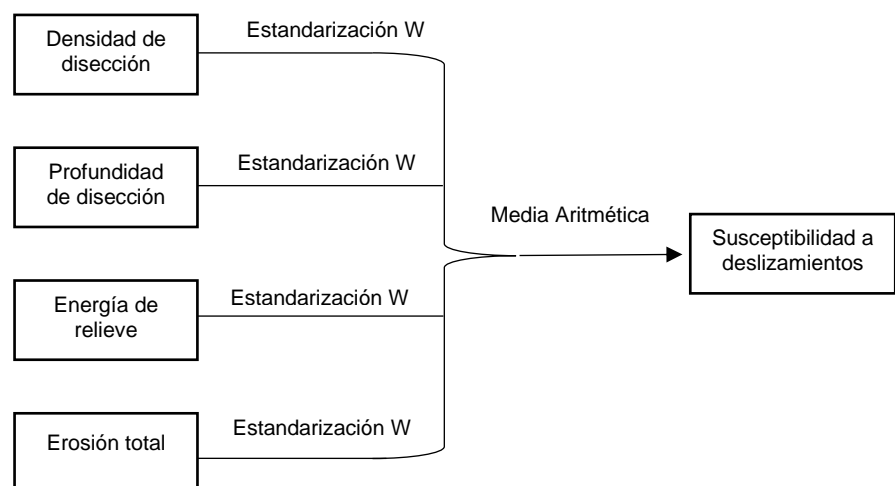 Densidad de
disección
Estandarización W
Profundidad
de disección
Estandarización W
Energía de
relieve
Estandarización W
Erosión total
Estandarización W
Media Aritmética
Susceptibilidad a
deslizamientos